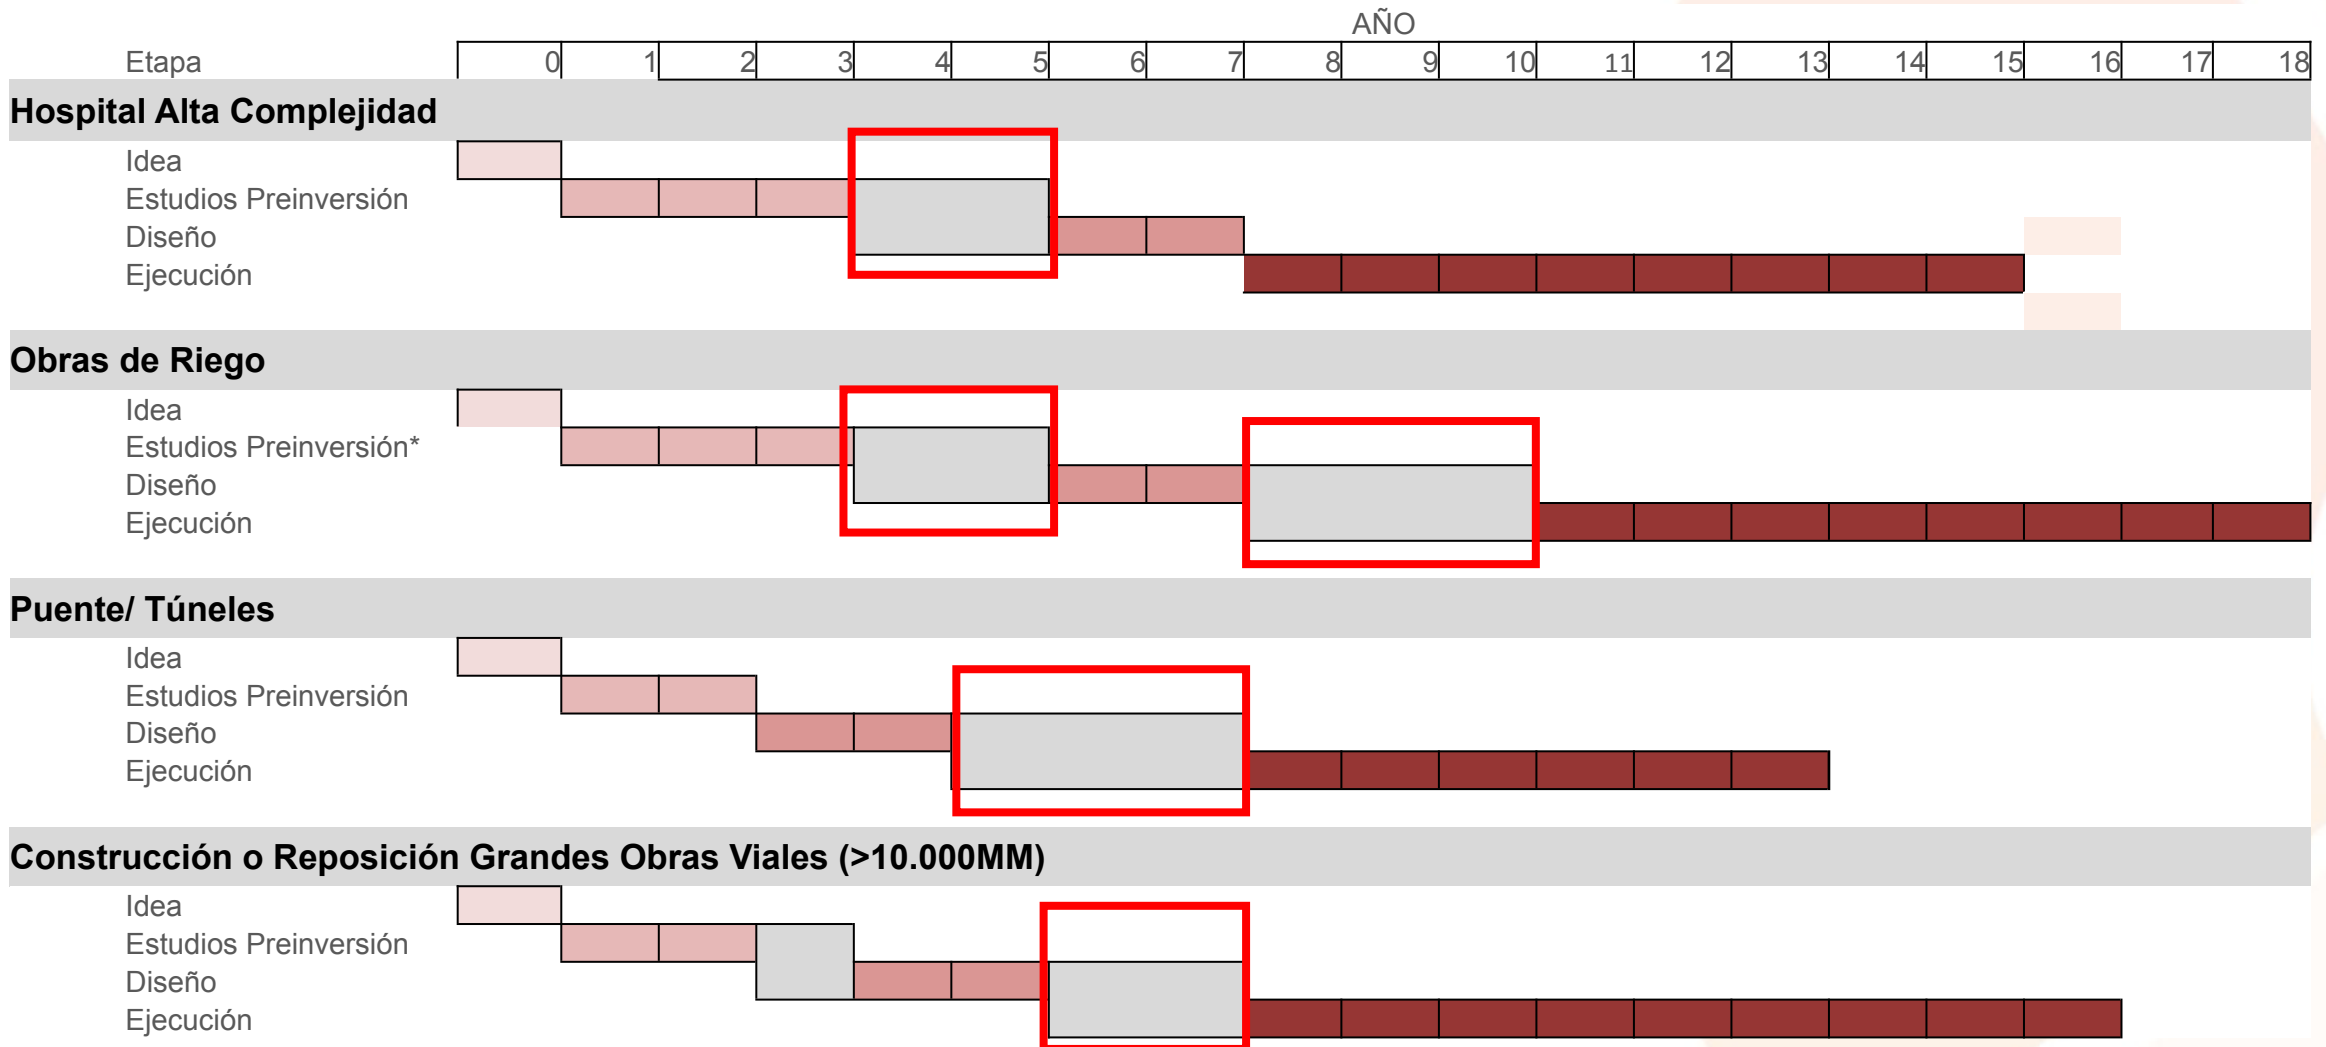 AÑO
Etapa 0 1 2 3 4 5 6 7 8 9 10 11 12 13 14 15 16 17 18
Hospital Alta Complejidad
Idea
Estudios Preinversión
Diseño
Ejecución
Obras de Riego
Idea
Estudios Preinversión*
Diseño
Ejecución
Puente/ Túneles
Idea
Estudios Preinversión
Diseño
Ejecución
Construcción o Reposición Grandes Obras Viales (>10.000MM)
Idea
Estudios Preinversión
Diseño
Ejecución